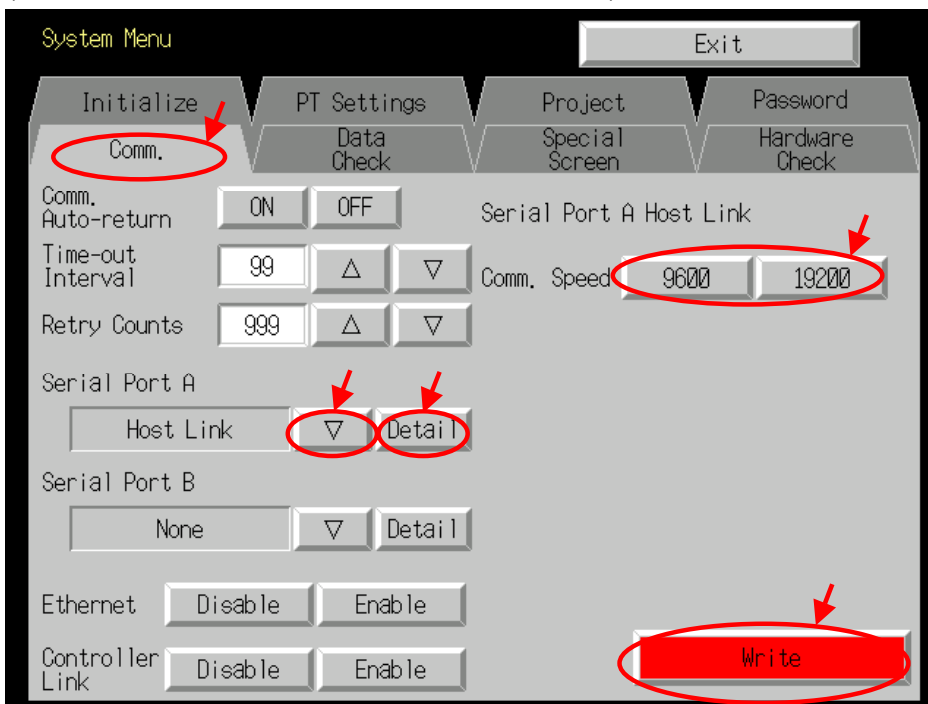 System Menu
Exit
Initialize
PT Settings
Project
Password
Comm.
Data
Check
Special
Screen
Hardware
Check
Comm.
Auto-return
ON
OFF
Serial Port A Host Link
Time-out
Interval
99
△
▽
Comm. Speed
9600
19200
Retry Counts
999
△
▽
Serial Port A
Host Link
▽
Detail
Serial Port B
None
▽
Detail
Ethernet
Disable
Enable
Controller
Link
Disable
Enable
Write